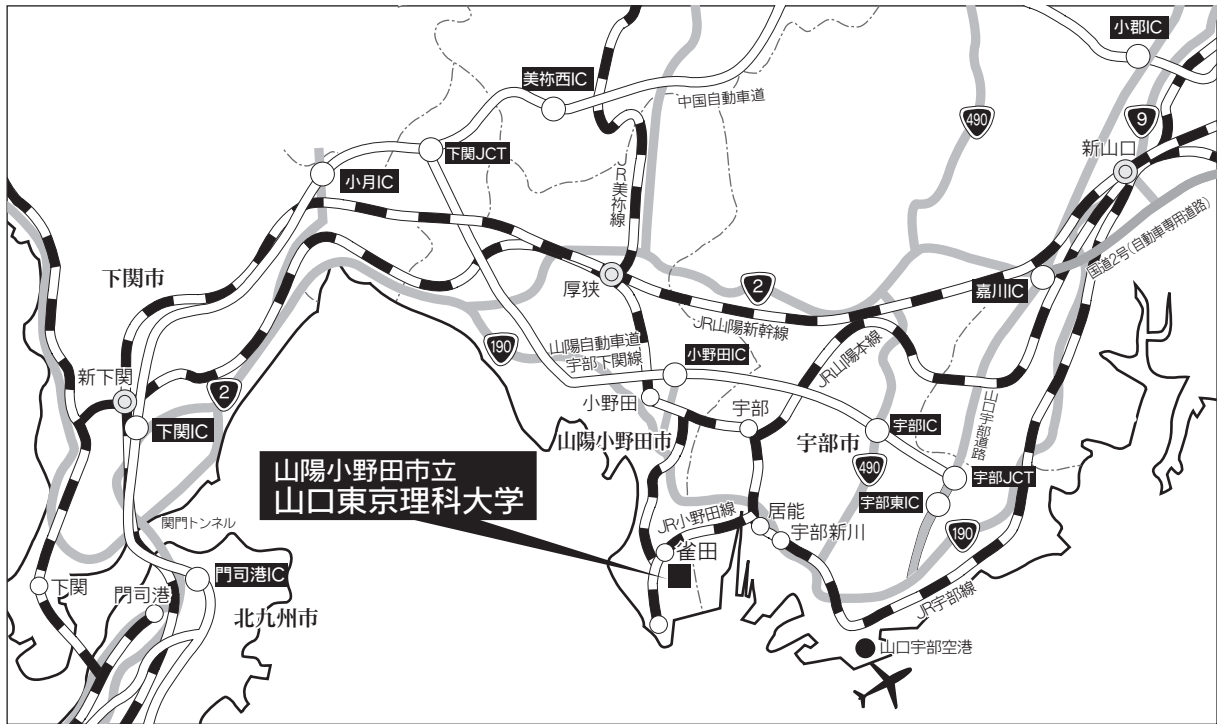 小郡IC
美祢西IC
中国自動車道
490
9
下関JCT
新山口
小月IC
JR美祢線
国道2号(自動車専用道路)
下関市
厚狭
2
嘉川IC
JR山陽新幹線
190
山陽自動車道
宇部下関線
小野田IC
JR山陽本線
新下関
2
小野田
宇部
山口宇部道路
下関IC
山陽小野田市
宇部市
宇部IC
山陽小野田市立
山口東京理科大学
490
宇部JCT
宇部東IC
関門トンネル
JR小野田線
居能
宇部新川
190
雀田
下関
門司港
門司港IC
北九州市
JR宇部線
山口宇部空港